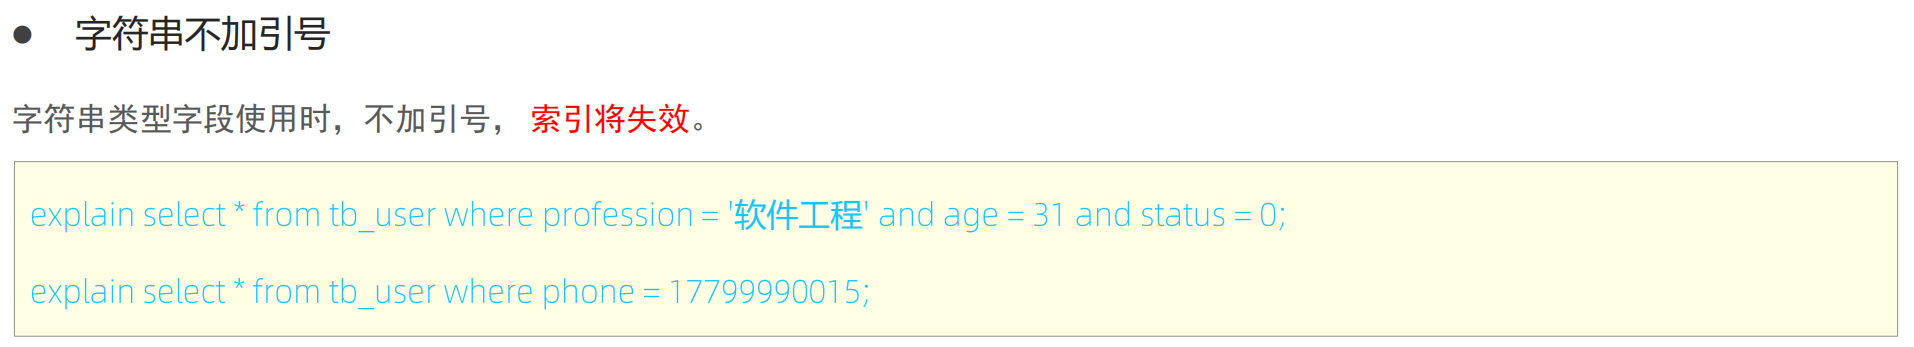 ● 字符串不加引号
字符串类型字段使用时，不加引号， 索引将失效。
explain select * from tb_user where profession = '软件工程' and age = 31 and status = 0;
explain select * from tb_user where phone = 17799990015;